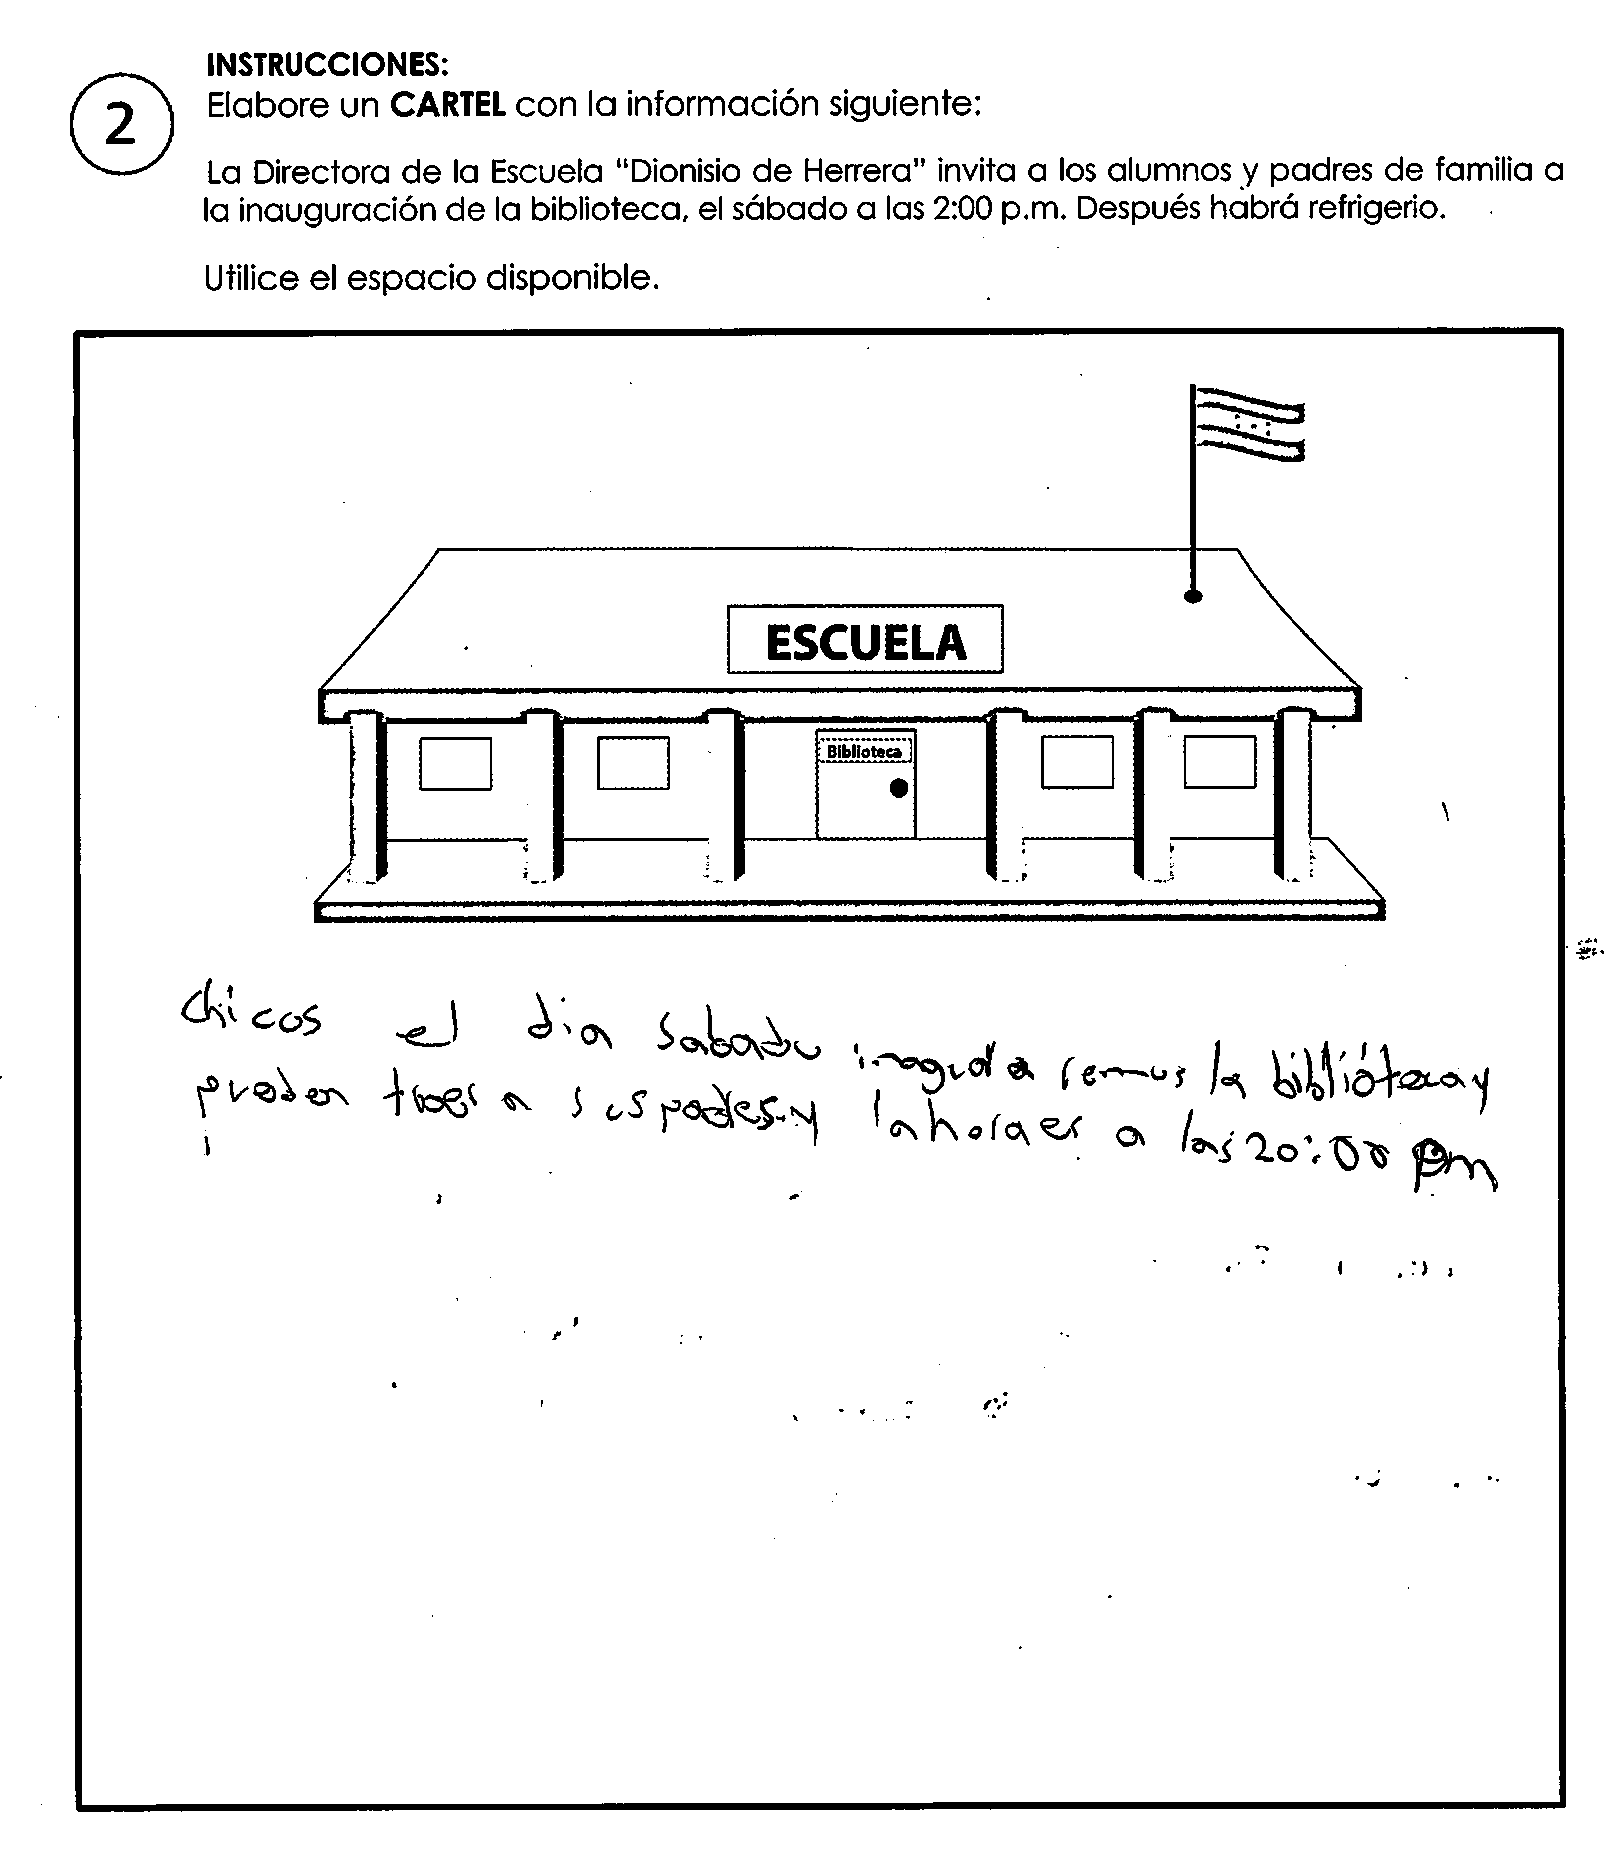 INSTRUCCIONES:
2
Elabore un CARTEL con la información siguiente:
La Directora de la Escuela "Dionisio de Herrera" invita a los alumnos y padres de familia a
la inauguración de la biblioteca, el sábado a las 2:00 p.m. Después habrá refrigerio.
Utilice el espacio disponible.
ESCUELA
Biblioteca
chicos el dia sabado la biblióteca y
pueden traer a sus padres y la hora es a las 20:00 pm